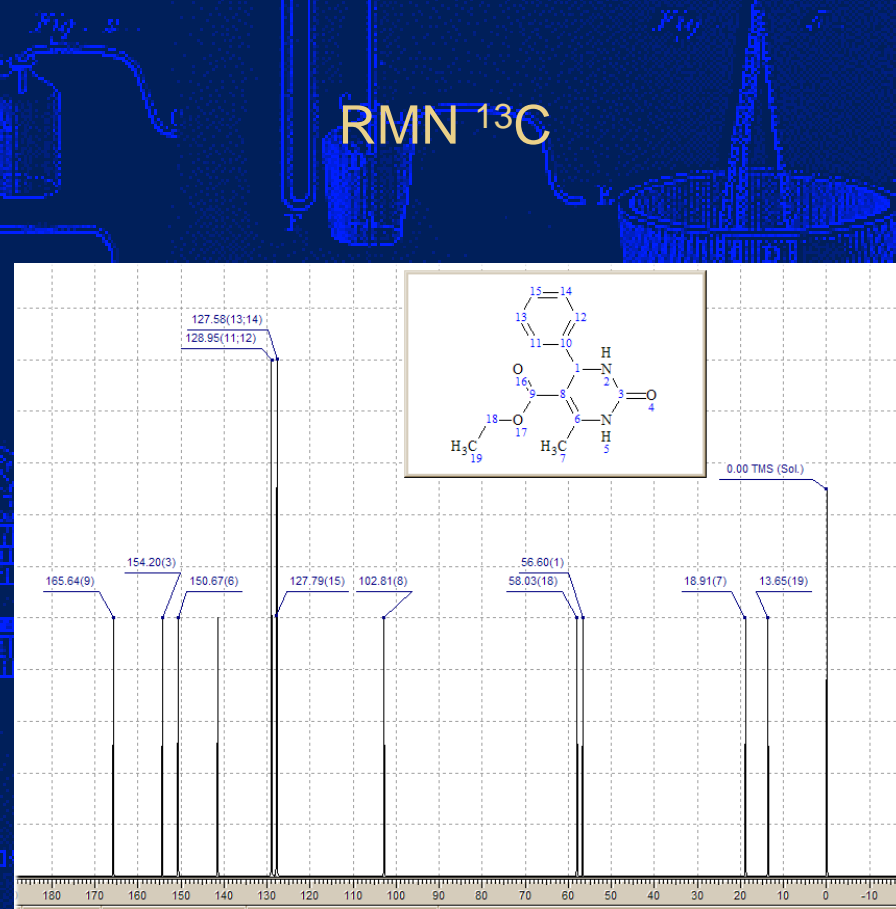 RMN ¹³C
Fig. 
Fig
F
127.58(13;14)
128.95(11;12)
15 14
13 12
11 10
H
O 1 N
16 2
9 8 3 O
4
18 O 6 N
17 H
H₃C H₃C 5
19 7
0.00 TMS (Sol.)
154.20(3) 56.60(1)
165.64(9) 150.67(6) 127.79(15) 102.81(8) 58.03(18) 18.91(7) 13.65(19)
180 170 160 150 140 130 120 110 100 90 80 70 60 50 40 30 20 10 0 -10